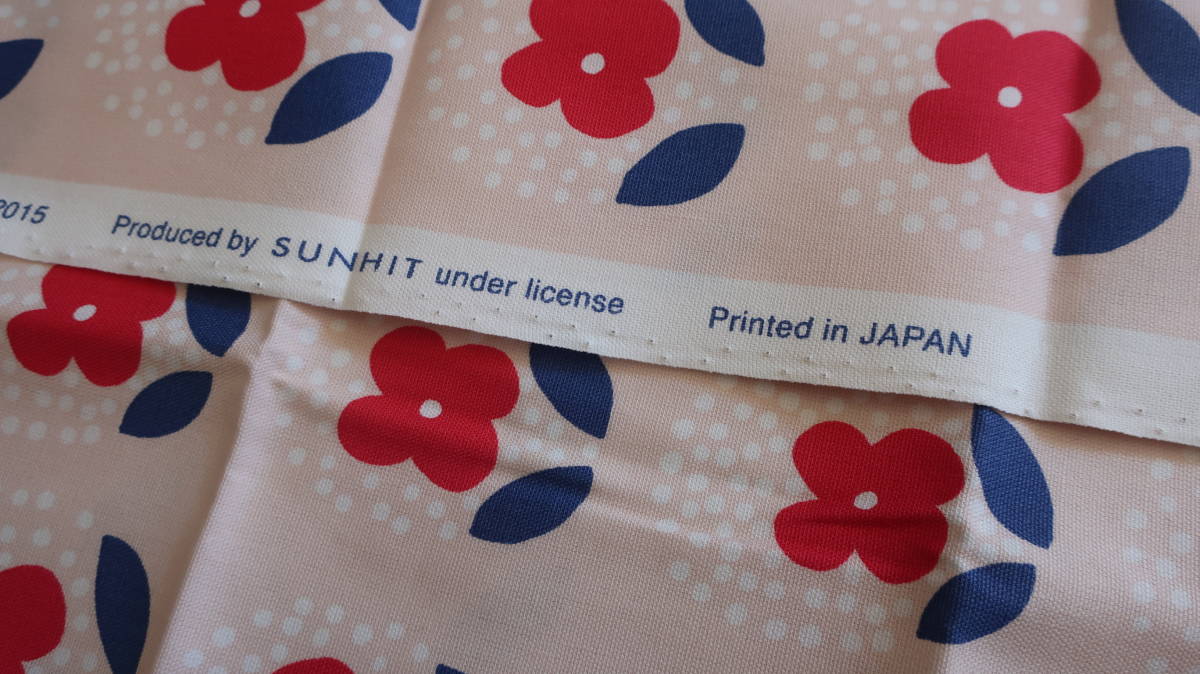 2015 Produced by SUNHIT under license Printed in JAPAN